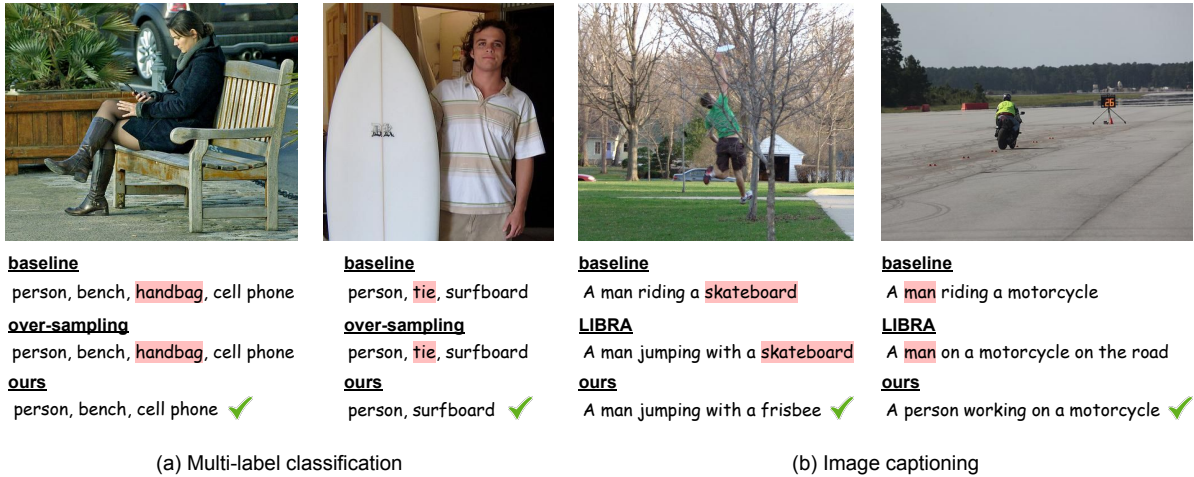 26
baseline
person, bench, handbag, cell phone
over-sampling
person, bench, handbag, cell phone
ours
person, bench, cell phone
baseline
person, tie, surfboard
over-sampling
person, tie, surfboard
ours
person, surfboard
baseline
A man riding a skateboard
LIBRA
A man jumping with a skateboard
ours
A man jumping with a frisbee
baseline
A man riding a motorcycle
LIBRA
A man on a motorcycle on the road
ours
A person working on a motorcycle
(a) Multi-label classification
(b) Image captioning